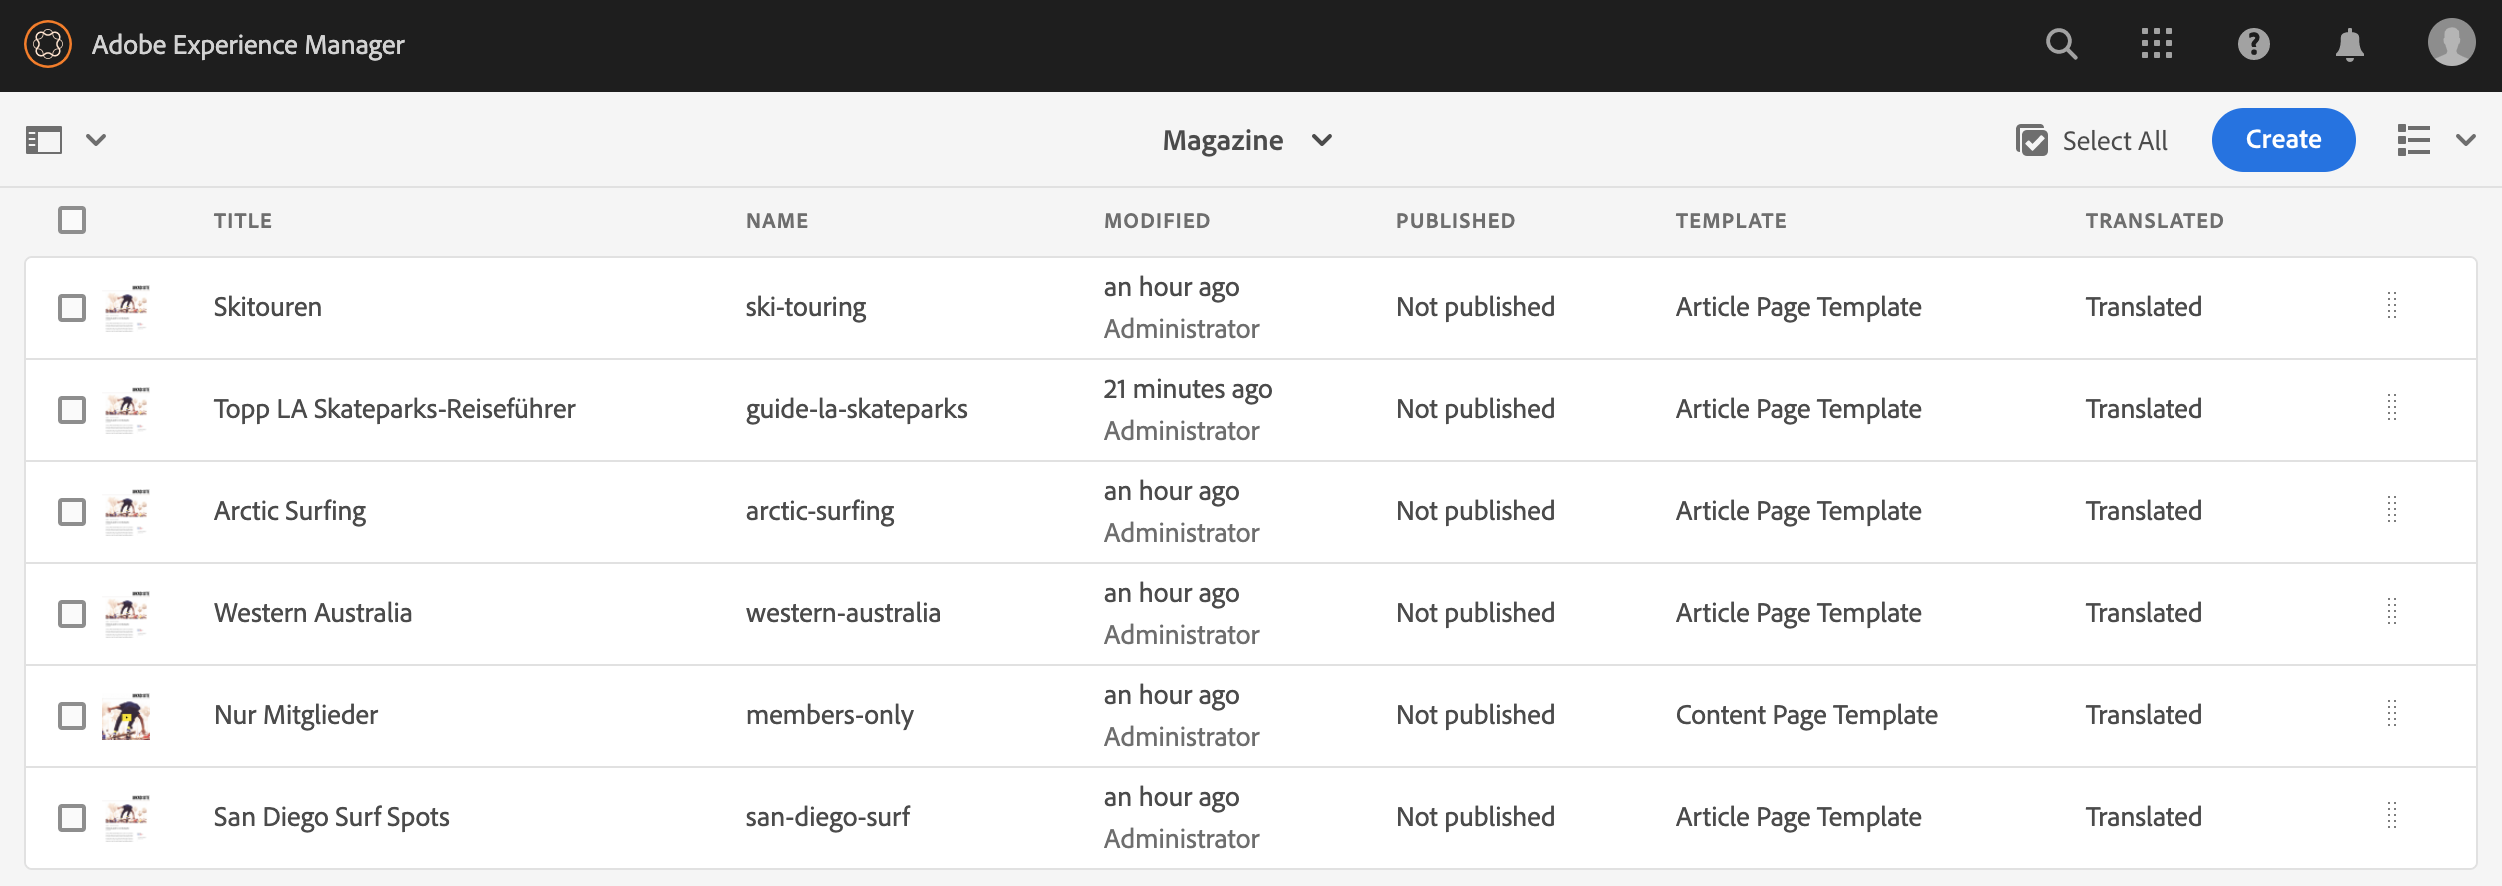 Adobe Experience Manager
Magazine
Select All
Create
TITLE NAME MODIFIED PUBLISHED TEMPLATE TRANSLATED
Skitouren ski-touring an hour ago Not published Article Page Template Translated
Administrator
Topp LA Skateparks-Reiseführer guide-la-skateparks 21 minutes ago Not published Article Page Template Translated
Administrator
Arctic Surfing arctic-surfing an hour ago Not published Article Page Template Translated
Administrator
Western Australia western-australia an hour ago Not published Article Page Template Translated
Administrator
Nur Mitglieder members-only an hour ago Not published Content Page Template Translated
Administrator
San Diego Surf Spots san-diego-surf an hour ago Not published Article Page Template Translated
Administrator